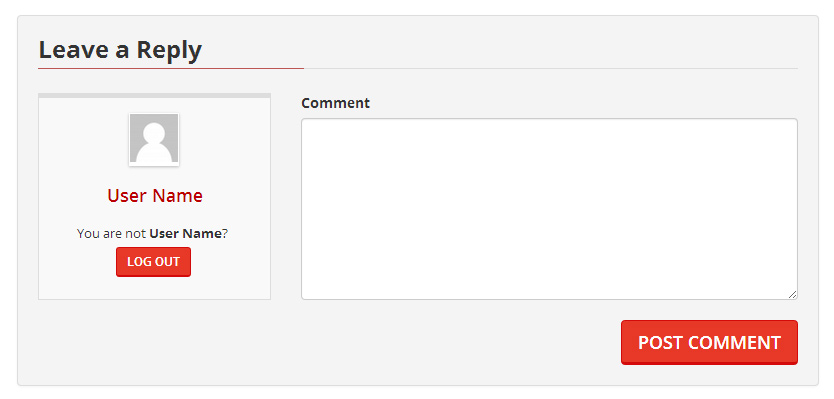 Leave a Reply
User Name
You are not User Name?
LOG OUT
Comment
POST COMMENT